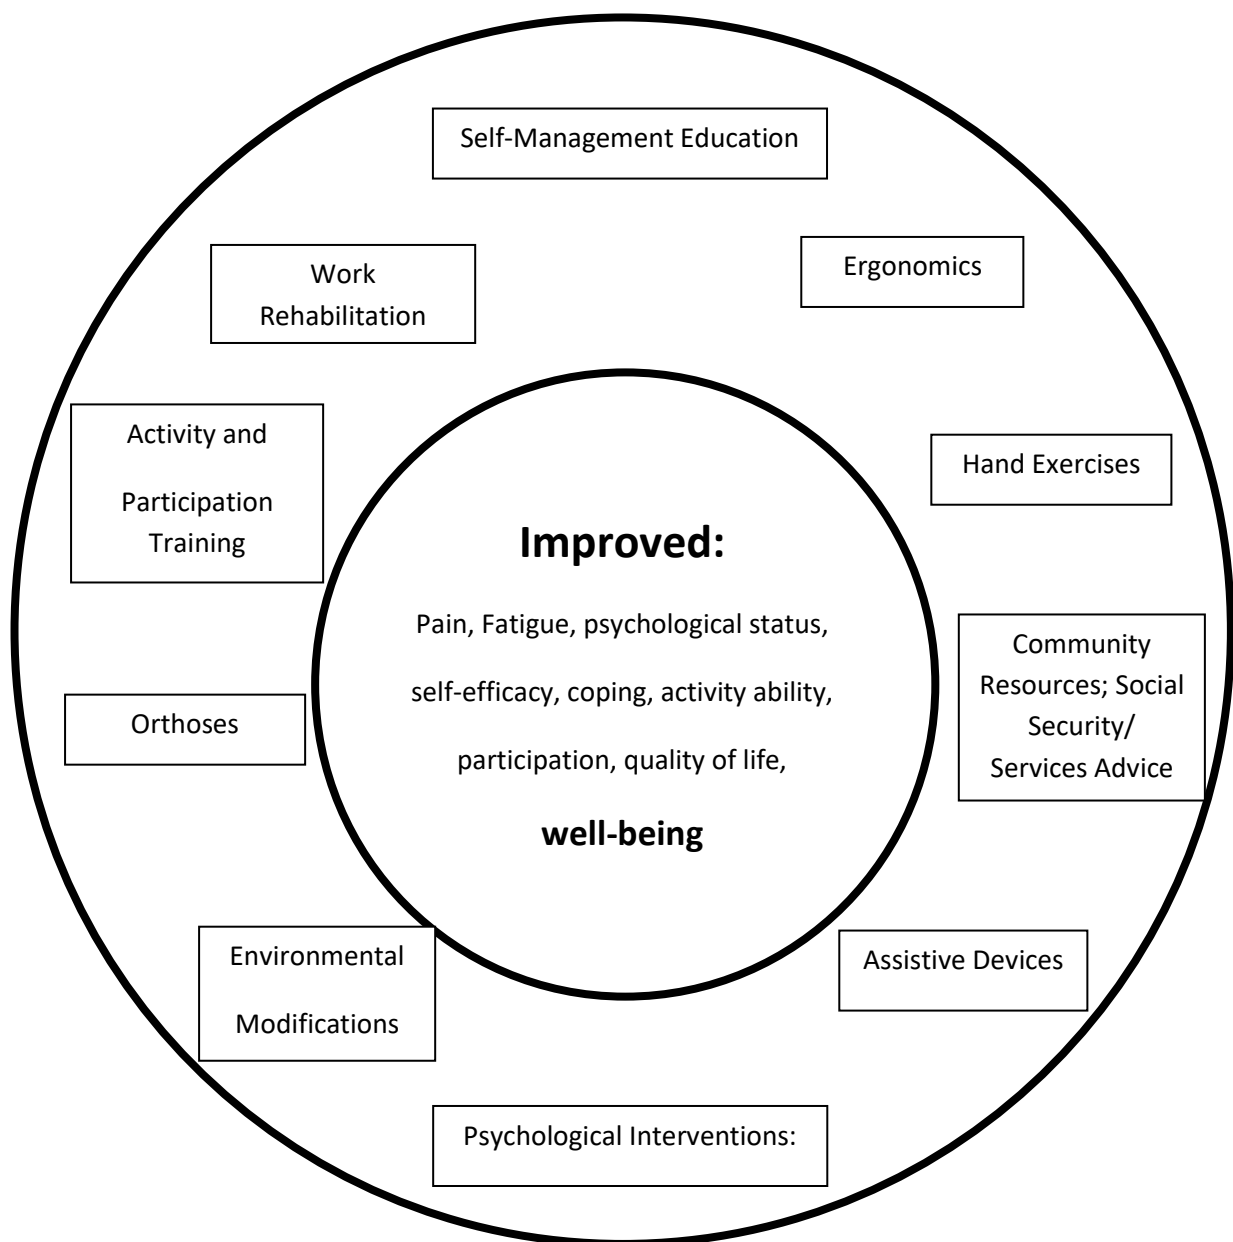 Self-Management Education
Work
Rehabilitation
Ergonomics
Activity and
Participation
Training
Hand Exercises
Improved:
Pain, Fatigue, psychological status,
self-efficacy, coping, activity ability,
participation, quality of life,
well-being
Community
Resources; Social
Security/
Services Advice
Orthoses
Environmental
Modifications
Assistive Devices
Psychological Interventions: